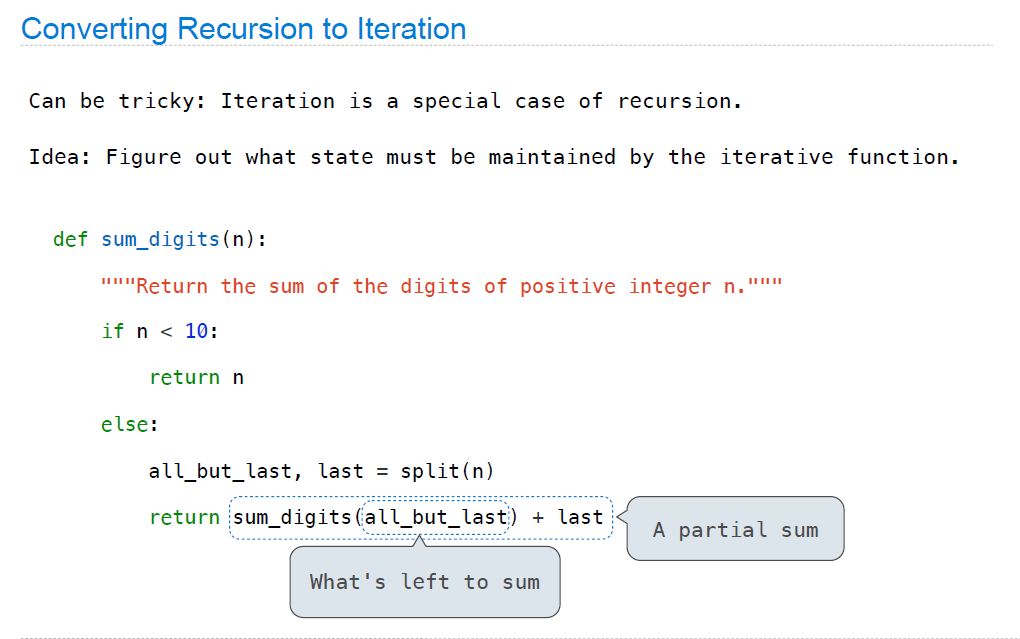 Converting Recursion to Iteration
Can be tricky: Iteration is a special case of recursion.
Idea: Figure out what state must be maintained by the iterative function.
def sum_digits(n):
"""Return the sum of the digits of positive integer n."""
if n < 10:
return n
else:
all_but_last, last = split(n)
return sum_digits(all_but_last) + last
A partial sum
What's left to sum